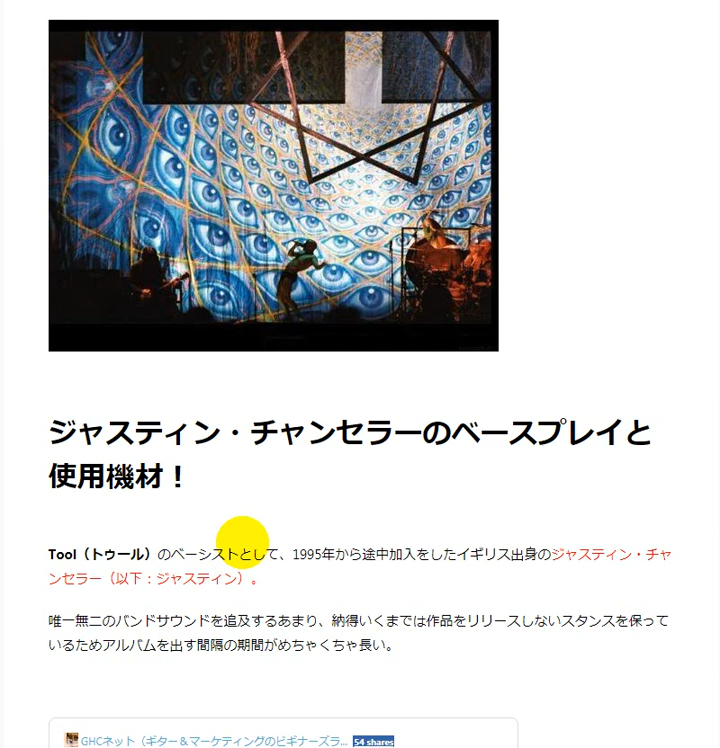 ジャスティン・チャンセラーのベースプレイと
使用機材！
Tool（トゥール）のベーシストとして、1995年から途中加入をしたイギリス出身のジャスティン・チャ
ンセラー（以下：ジャスティン）。
唯一無二のバンドサウンドを追及するあまり、納得いくまでは作品をリリースしないスタンスを保って
いるためアルバムを出す間隔の期間がめちゃくちゃ長い。
GHCネット（ギター＆マーケティングのビギナーズラ... 54 shares